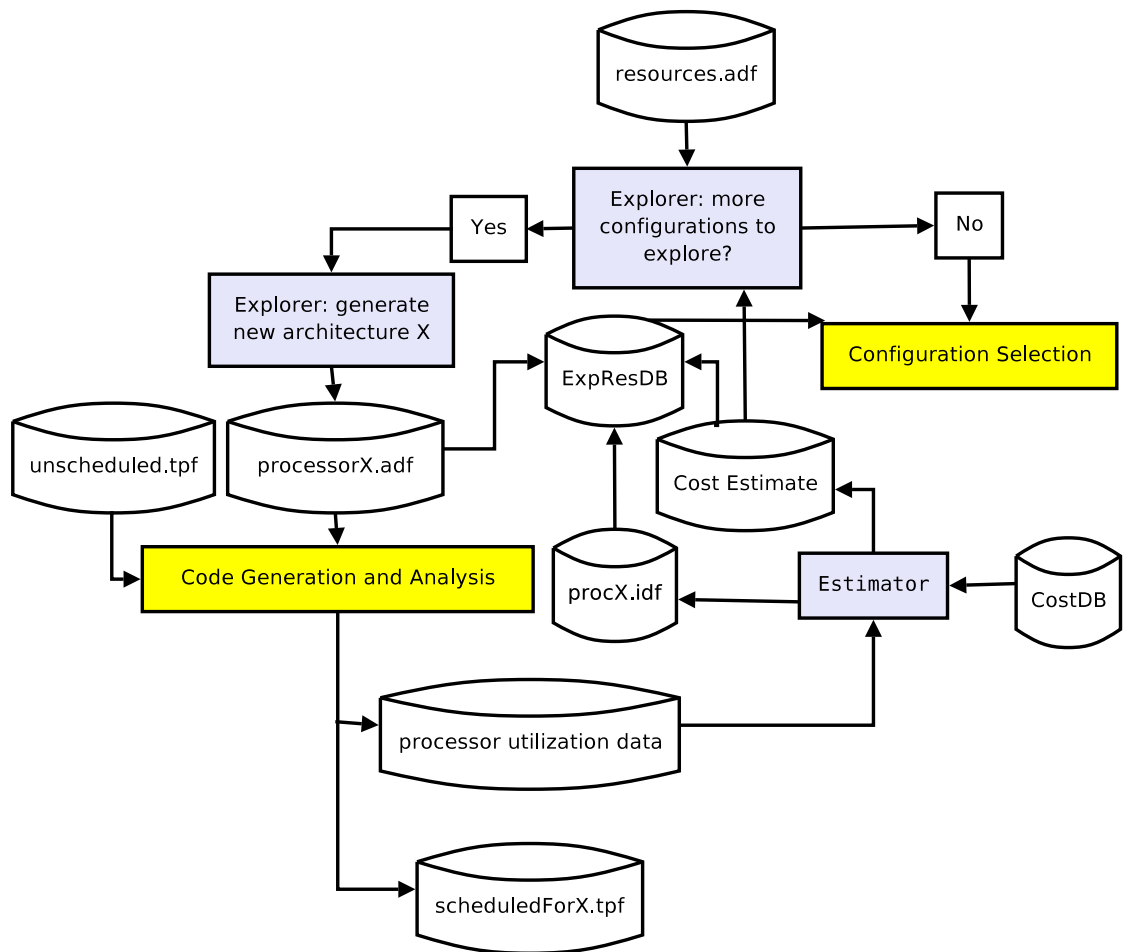 resources.adf
Explorer: more
configurations to
explore?
Yes
No
Explorer: generate
new architecture X
Configuration Selection
ExpResDB
unscheduled.tpf
processorX.adf
Cost Estimate
Code Generation and Analysis
procX.idf
Estimator
CostDB
processor utilization data
scheduledForX.tpf